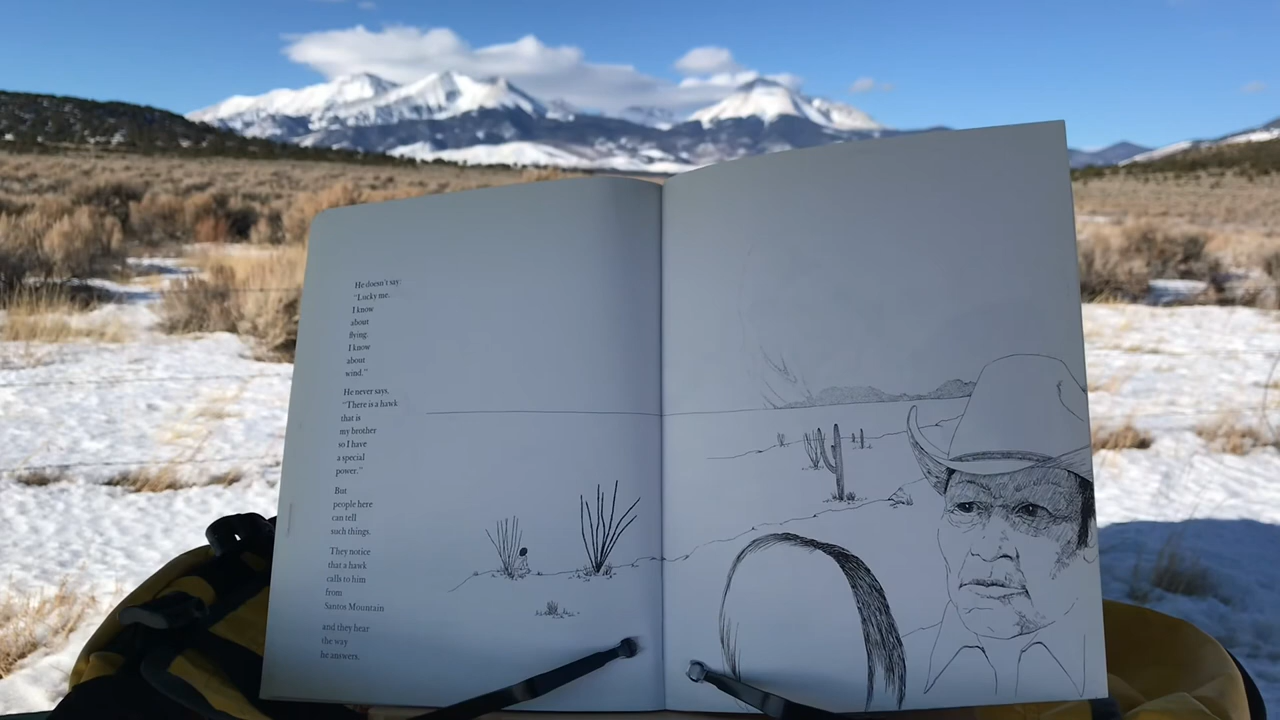 He doesn't say:
"Lucky me.
I know
about
flying.
I know
about
wind."
He never says,
"There is a hawk
that is
my brother
so I have
a special
power."
But
people here
can tell
such things.
They notice
that a hawk
calls to him
from
Santos Mountain
and they hear
the way
he answers.